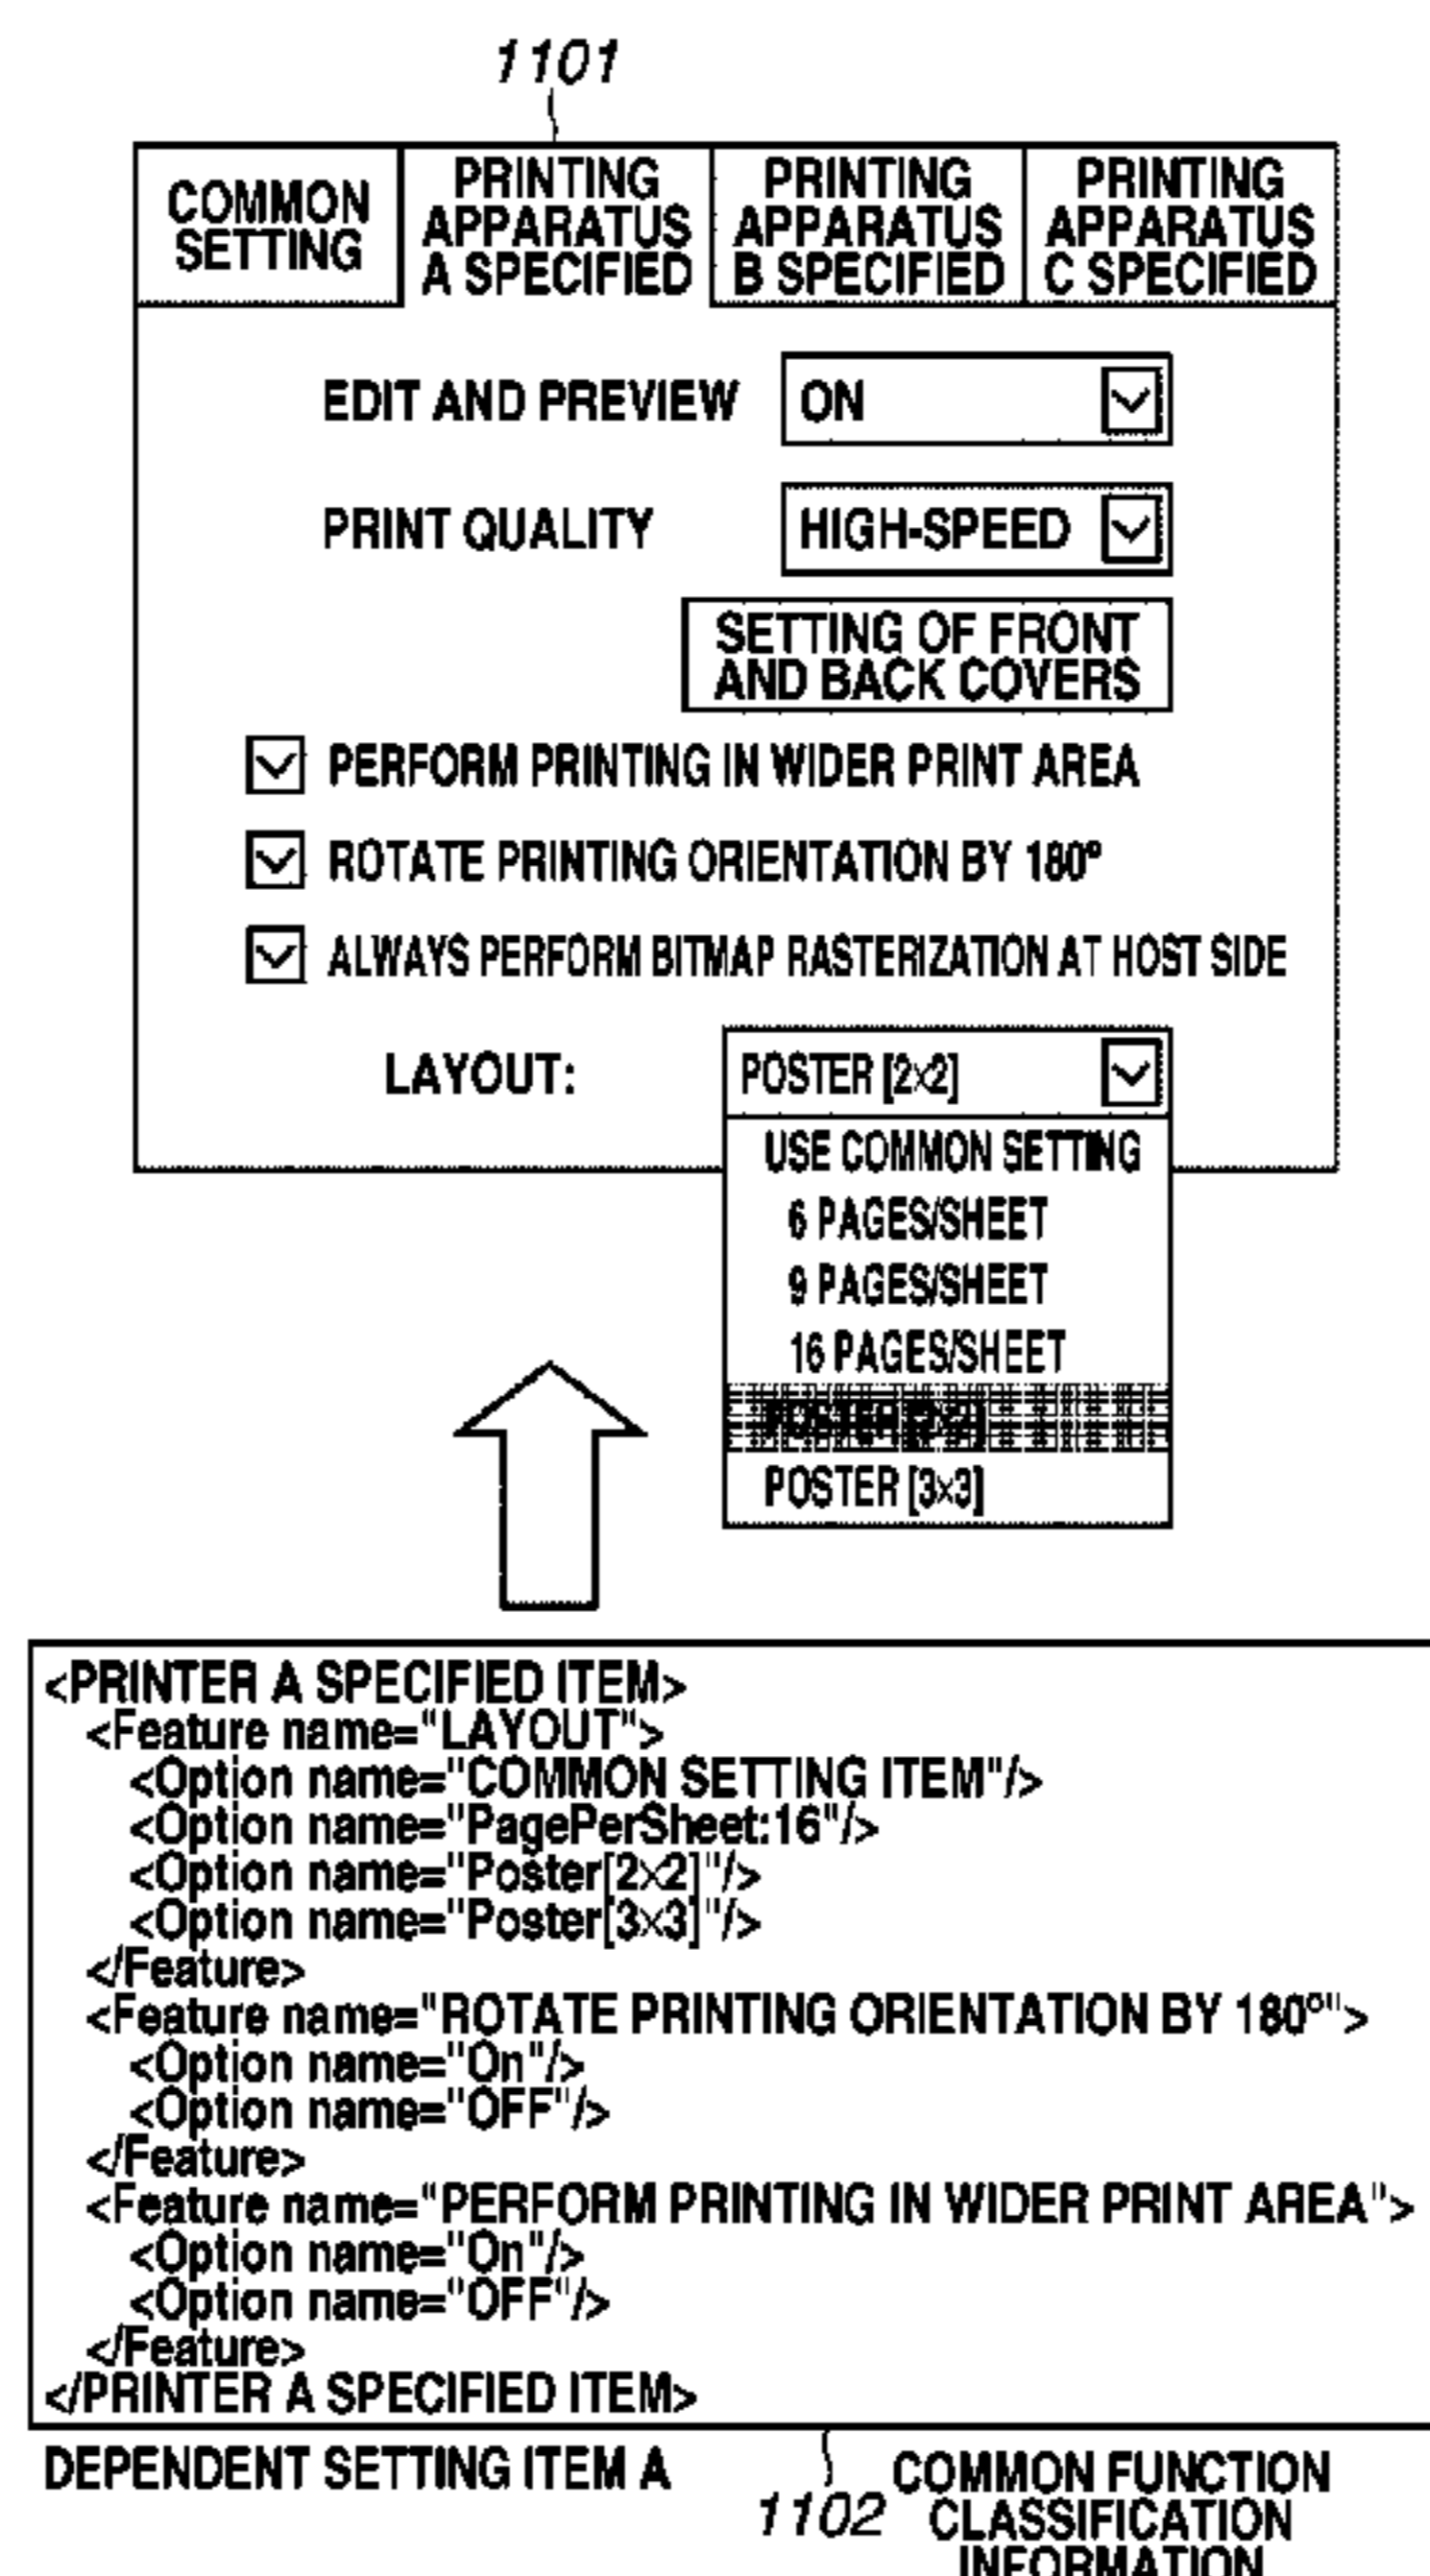 1101
COMMON
SETTING
PRINTING
APPARATUS
A SPECIFIED
PRINTING
APPARATUS
B SPECIFIED
PRINTING
APPARATUS
C SPECIFIED
EDIT AND PREVIEW
ON
PRINT QUALITY
HIGH-SPEED
SETTING OF FRONT
AND BACK COVERS
PERFORM PRINTING IN WIDER PRINT AREA
ROTATE PRINTING ORIENTATION BY 180°
ALWAYS PERFORM BITMAP RASTERIZATION AT HOST SIDE
LAYOUT:
POSTER [2×2]
USE COMMON SETTING
6 PAGES/SHEET
9 PAGES/SHEET
16 PAGES/SHEET
POSTER [2×2]
POSTER [3×3]
<PRINTER A SPECIFIED ITEM>
<Feature name="LAYOUT">
<Option name="COMMON SETTING ITEM"/>
<Option name="PagePerSheet:16"/>
<Option name="Poster[2×2]"/>
<Option name="Poster[3×3]"/>
</Feature>
<Feature name="ROTATE PRINTING ORIENTATION BY 180°">
<Option name="On"/>
<Option name="OFF"/>
</Feature>
<Feature name="PERFORM PRINTING IN WIDER PRINT AREA">
<Option name="On"/>
<Option name="OFF"/>
</Feature>
</PRINTER A SPECIFIED ITEM>
DEPENDENT SETTING ITEM A
1102
COMMON FUNCTION
CLASSIFICATION
INFORMATION